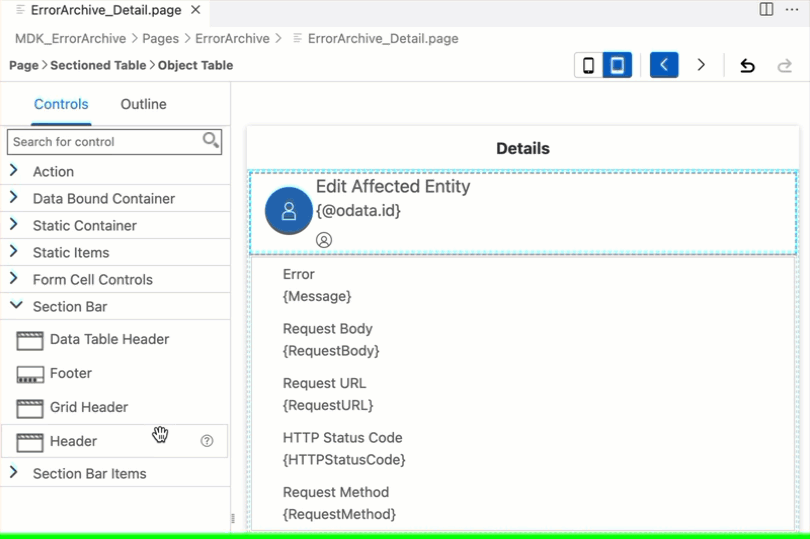 ErrorArchive_Detail.page
MDK_ErrorArchive > Pages > ErrorArchive > ErrorArchive_Detail.page
Page > Sectioned Table > Object Table
Controls Outline
Search for control
Action
Data Bound Container
Static Container
Static Items
Form Cell Controls
Section Bar
Data Table Header
Footer
Grid Header
Header
Section Bar Items
Details
Edit Affected Entity
{@odata.id}
Error
{Message}
Request Body
{RequestBody}
Request URL
{RequestURL}
HTTP Status Code
{HTTPStatusCode}
Request Method
{RequestMethod}